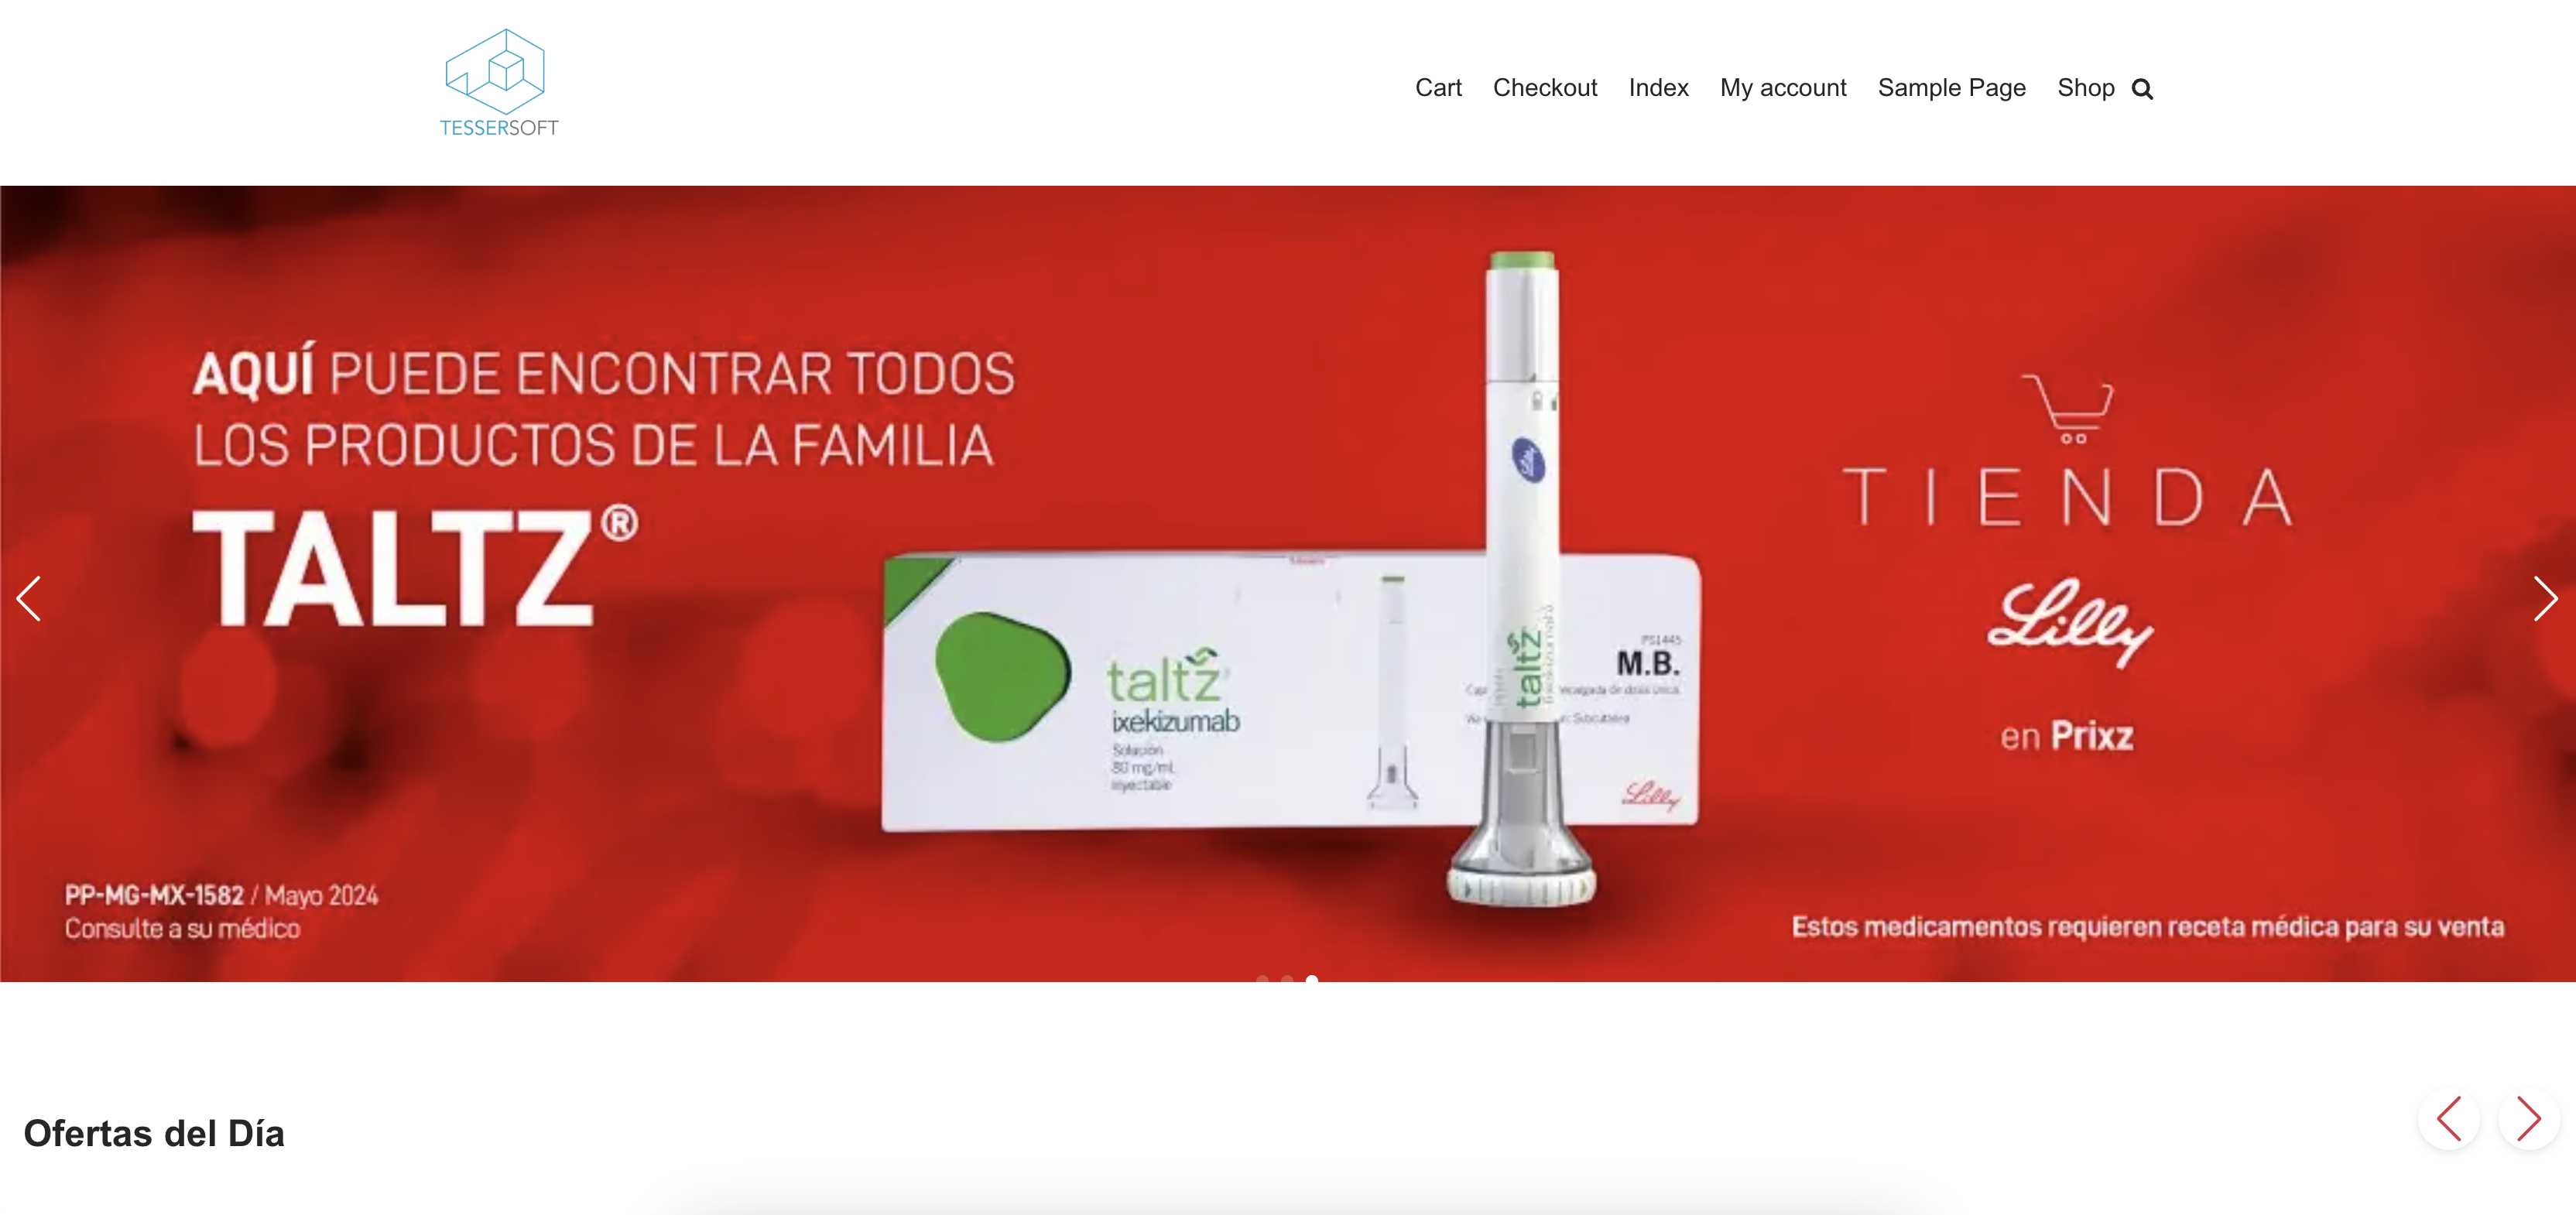 TESSERSOFT
Cart Checkout Index My account Sample Page Shop
AQUÍ PUEDE ENCONTRAR TODOS
LOS PRODUCTOS DE LA FAMILIA
TALTZ®
TIENDA
Lilly
en Prixz
taltz
ixekizumab
Solución
80 mg/mL
Inyectable
M.B.
Subcutánea
Lilly
Lilly
taltz
PP-MG-MX-1582 / Mayo 2024
Consulte a su médico
Estos medicamentos requieren receta médica para su venta
Ofertas del Día